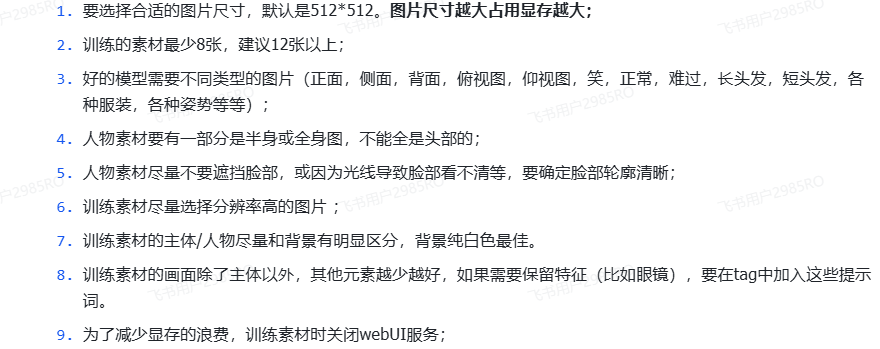 1. 要选择合适的图片尺寸，默认是512*512。图片尺寸越大占用显存越大；
2. 训练的素材最少8张，建议12张以上；
3. 好的模型需要不同类型的图片（正面，侧面，背面，俯视图，仰视图，笑，正常，难过，长头发，短头发，各
种服装，各种姿势等等）；
4. 人物素材要有一部分是半身或全身图，不能全是头部的；
5. 人物素材尽量不要遮挡脸部，或因为光线导致脸部看不清等，要确定脸部轮廓清晰；
6. 训练素材尽量选择分辨率高的图片 ；
7. 训练素材的主体/人物尽量和背景有明显区分，背景纯白色最佳。
8. 训练素材的画面除了主体以外，其他元素越少越好，如果需要保留特征（比如眼镜），要在tag中加入这些提示
词。
9. 为了减少显存的浪费，训练素材时关闭webUI服务；
飞书用户2985RO